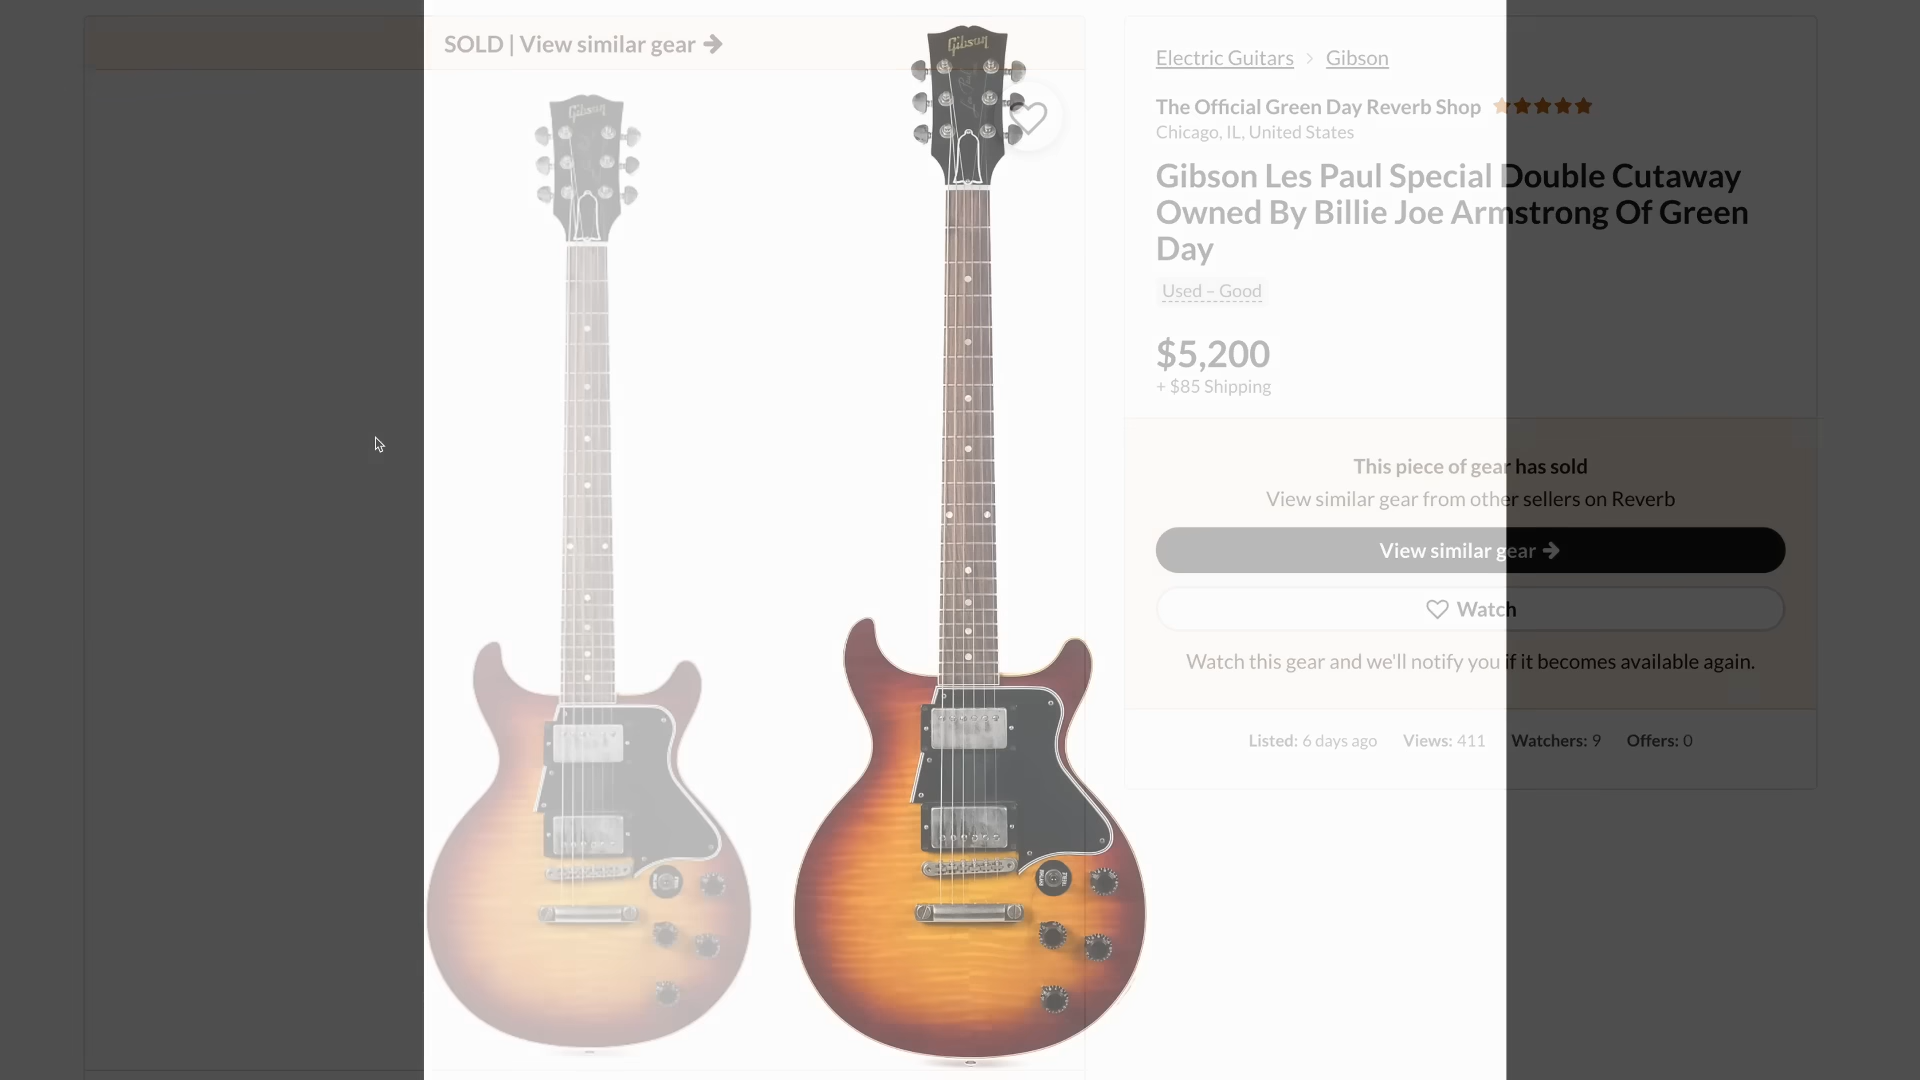 SOLD | View similar gear
Gibson
Gibson
Les Paul
Electric Guitars > Gibson
The Official Green Day Reverb Shop
Chicago, IL, United States
Gibson Les Paul Special Double Cutaway
Owned By Billie Joe Armstrong Of Green
Day
Used – Good
$5,200
+ $85 Shipping
This piece of gear has sold
View similar gear from other sellers on Reverb
View similar gear
Watch
Watch this gear and we'll notify you if it becomes available again.
Listed: 6 days ago Views: 411 Watchers: 9 Offers: 0